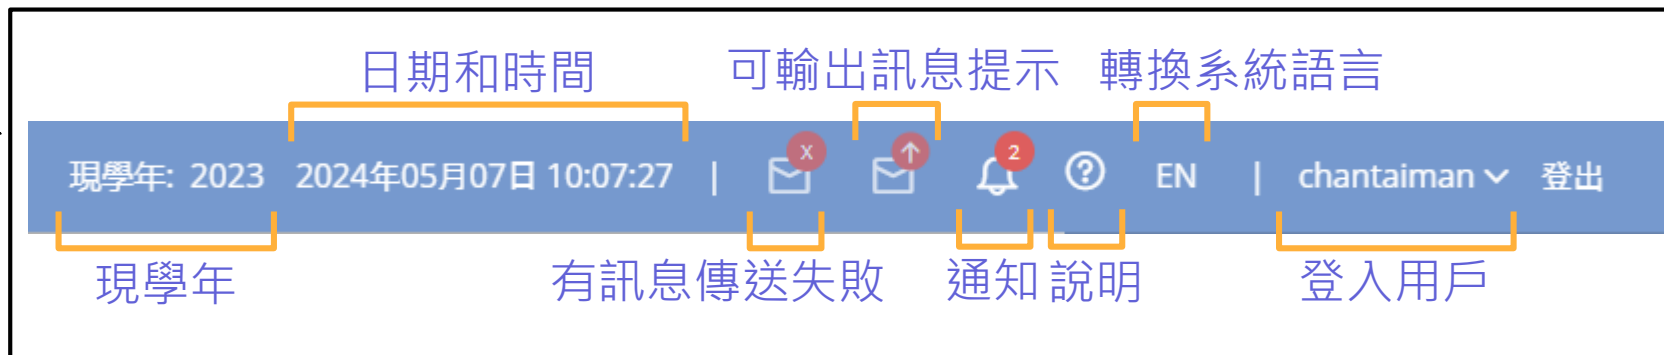 日期和時間 可輸出訊息提示 轉換系統語言
現學年: 2023 2024年05月07日 10:07:27 | X 2 EN | chantaiman 登出
現學年 有訊息傳送失敗 通知 說明 登入用戶